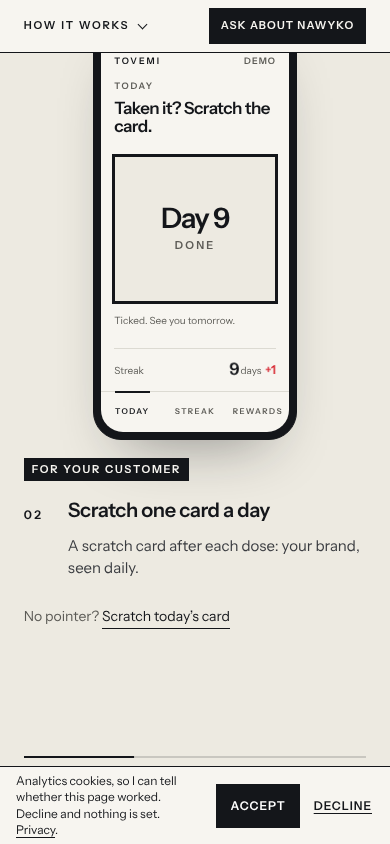 HOW IT WORKS
ASK ABOUT NAWYKO
TOVEMI
DEMO
TODAY
Taken it? Scratch the
card.
Day 9
DONE
Ticked. See you tomorrow.
Streak
9 days +1
TODAY
STREAK
REWARDS
FOR YOUR CUSTOMER
02
Scratch one card a day
A scratch card after each dose: your brand,
seen daily.
No pointer? Scratch today’s card
Analytics cookies, so I can tell
whether this page worked.
Decline and nothing is set.
Privacy.
ACCEPT
DECLINE